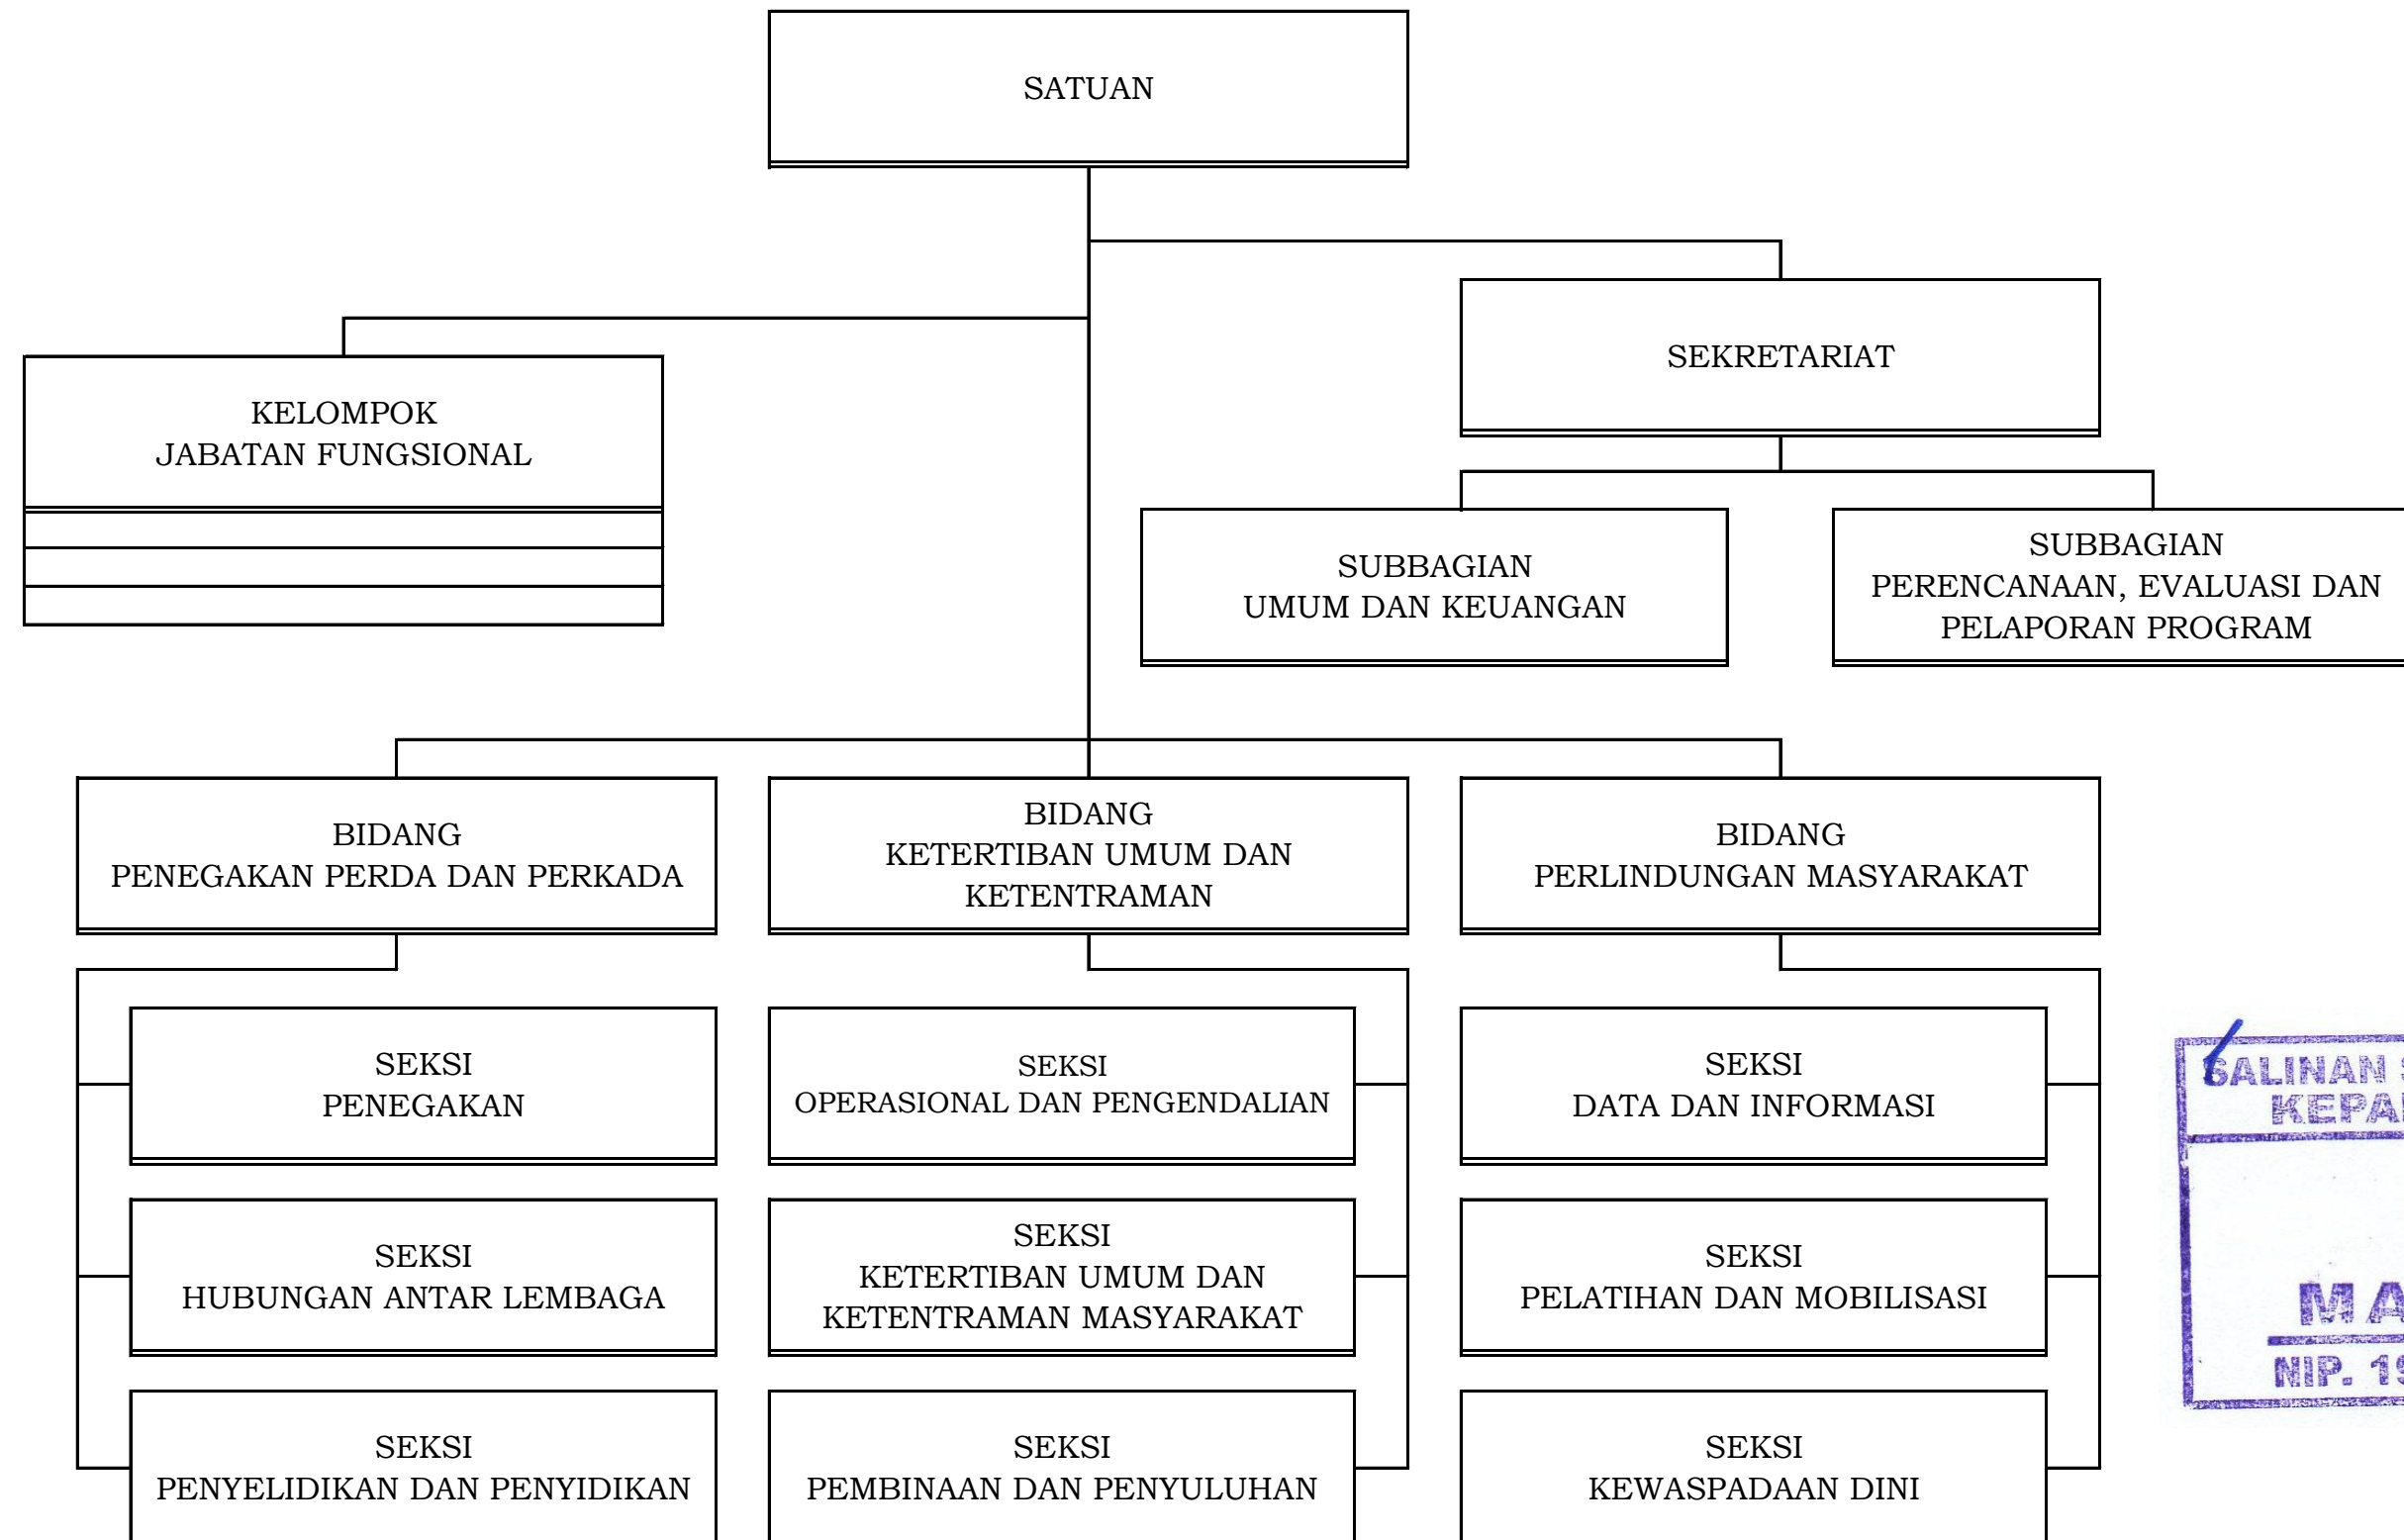 SATUAN
SEKRETARIAT
KELOMPOK
JABATAN FUNGSIONAL
SUBBAGIAN
UMUM DAN KEUANGAN
SUBBAGIAN
PERENCANAAN, EVALUASI DAN
PELAPORAN PROGRAM
BIDANG
PENEGAKAN PERDA DAN PERKADA
BIDANG
KETERTIBAN UMUM DAN
KETENTRAMAN
BIDANG
PERLINDUNGAN MASYARAKAT
SEKSI
PENEGAKAN
SEKSI
OPERASIONAL DAN PENGENDALIAN
SEKSI
DATA DAN INFORMASI
SEKSI
HUBUNGAN ANTAR LEMBAGA
SEKSI
KETERTIBAN UMUM DAN
KETENTRAMAN MASYARAKAT
SEKSI
PELATIHAN DAN MOBILISASI
SEKSI
PENYELIDIKAN DAN PENYIDIKAN
SEKSI
PEMBINAAN DAN PENYULUHAN
SEKSI
KEWASPADAAN DINI
SALINAN
NIP. 19